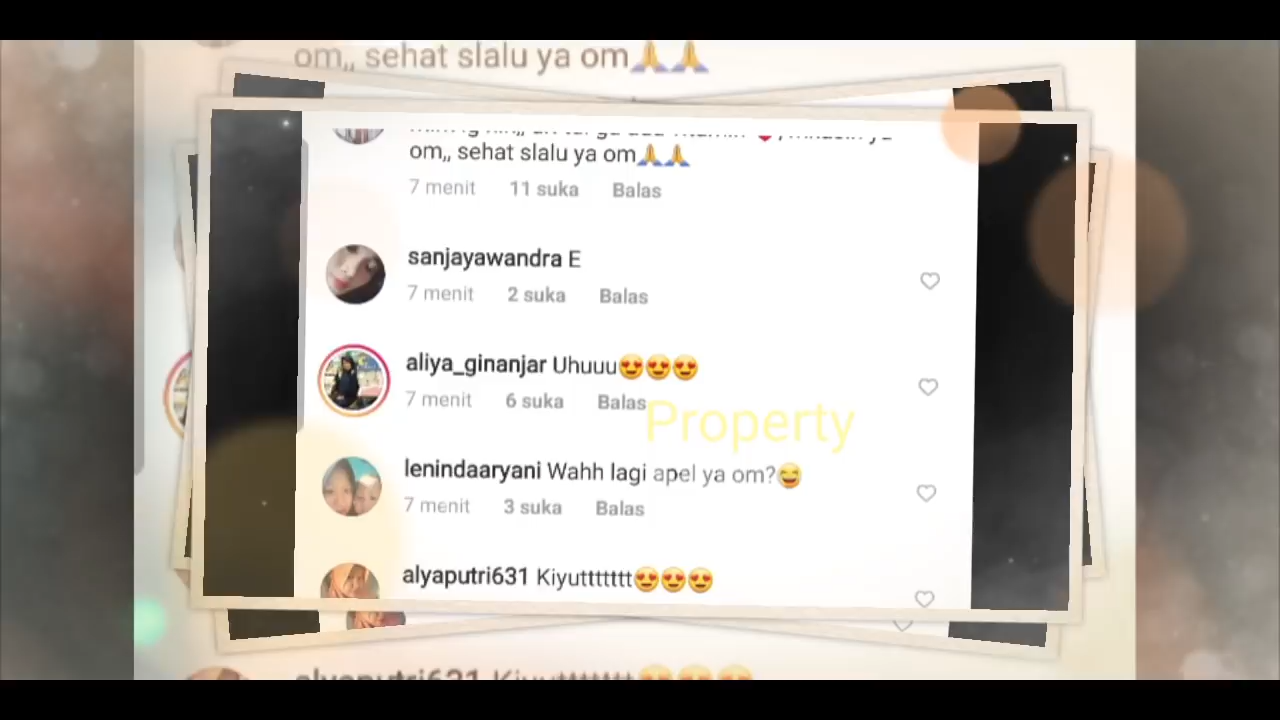 om,, sehat slalu ya om🙏🙏
om,, sehat slalu ya om🙏🙏
7 menit 11 suka Balas
sanjayawandra E
7 menit 2 suka Balas
aliya_ginanjar Uhuuu😍😍😍
7 menit 6 suka Balas
Property
lenindaaryani Wahh lagi apel ya om?😂
7 menit 3 suka Balas
alyaputri631 Kiyuttttttt😍😍😍